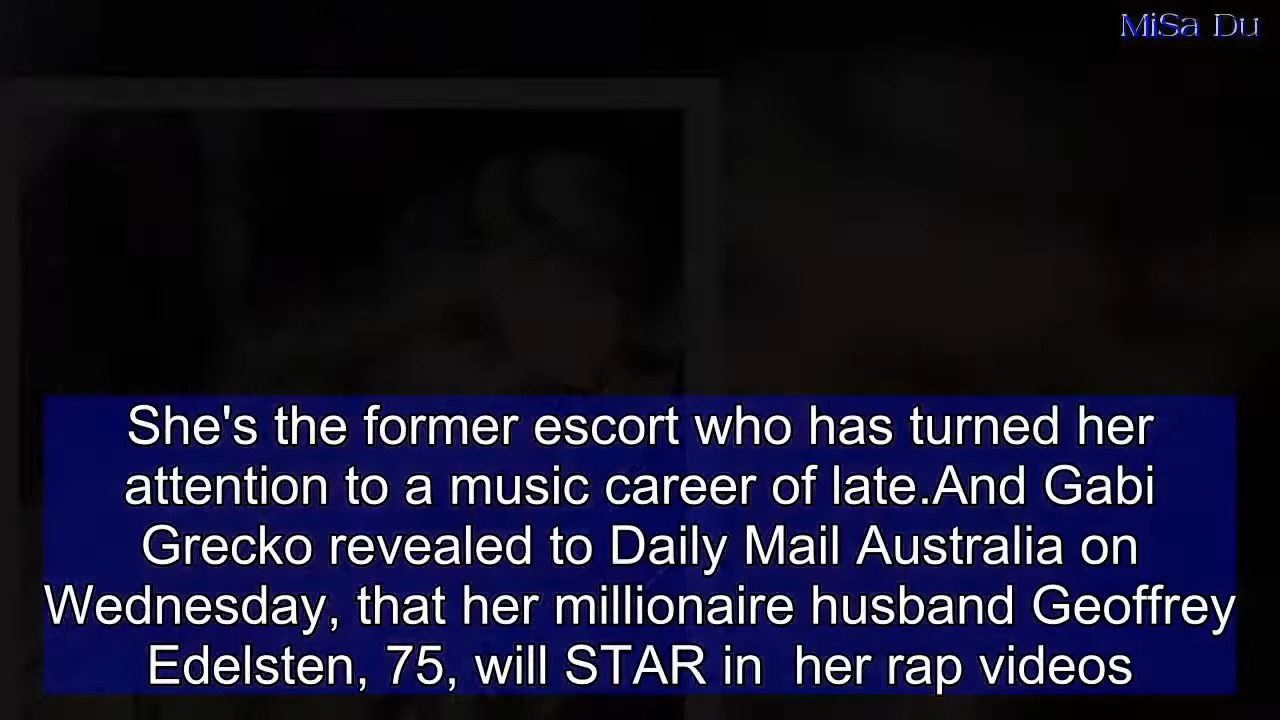 MiSa Du
She's the former escort who has turned her
attention to a music career of late.And Gabi
Grecko revealed to Daily Mail Australia on
Wednesday, that her millionaire husband Geoffrey
Edelsten, 75, will STAR in  her rap videos